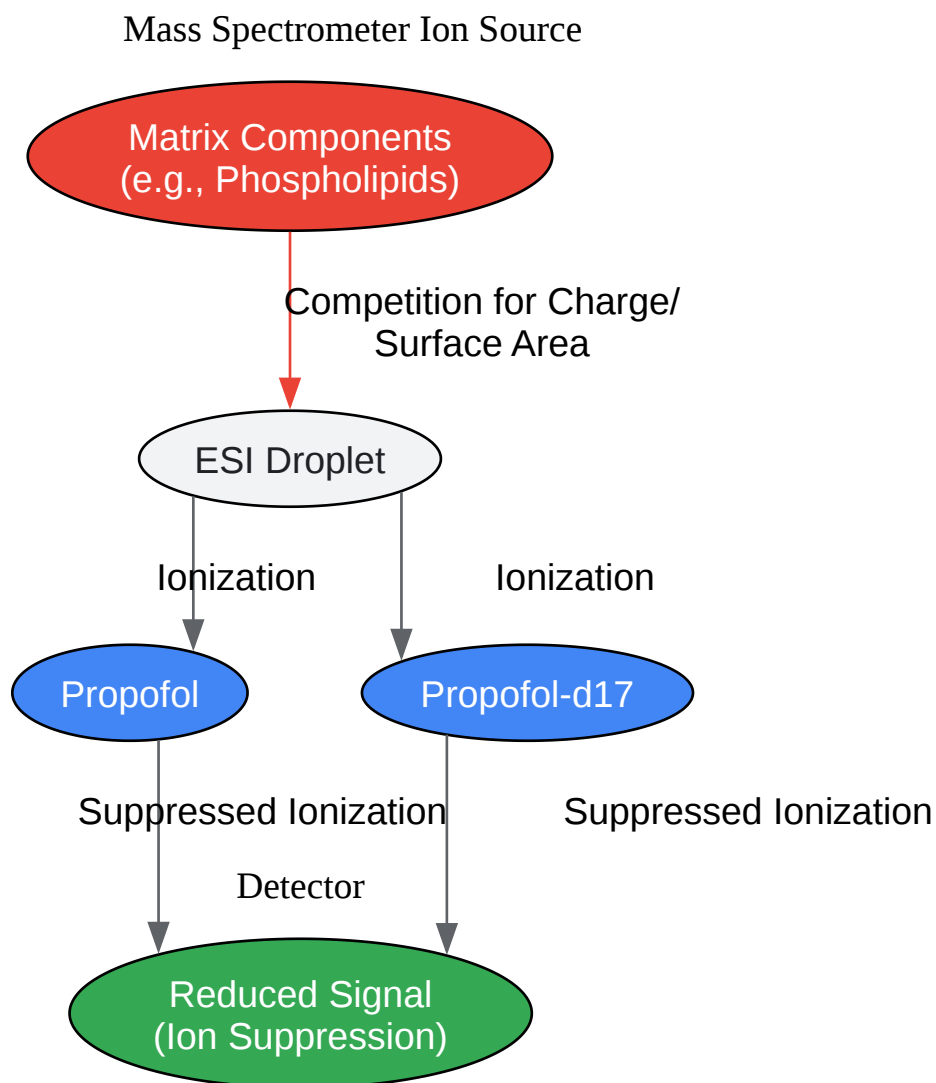 Mass Spectrometer Ion Source
Matrix Components
(e.g., Phospholipids)
Competition for Charge/
Surface Area
ESI Droplet
Ionization
Ionization
Propofol
Propofol-d17
Suppressed Ionization
Suppressed Ionization
Detector
Reduced Signal
(Ion Suppression)